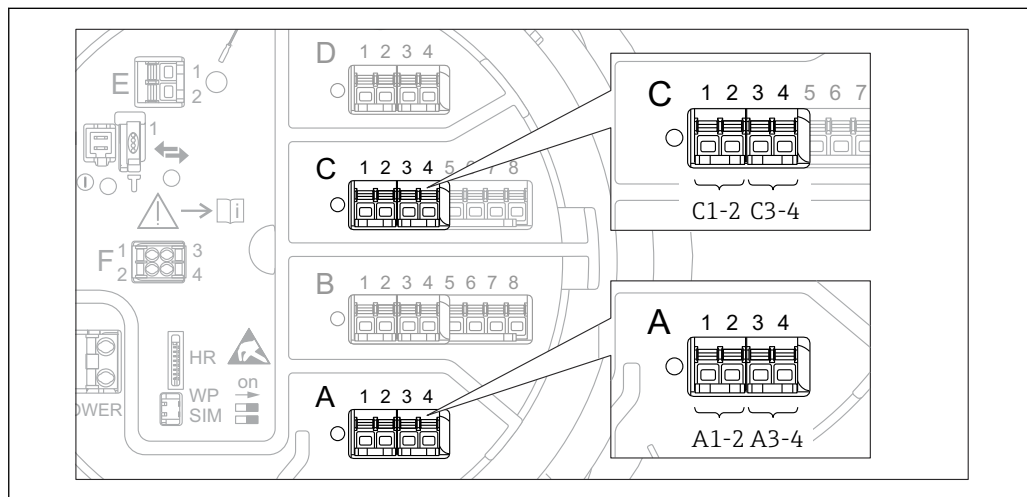 D 1 2 3 4
E 1
2
1
C 1 2 3 4 5 6 7 8
i
F 1 3
2 4
B 1 2 3 4 5 6 7 8
HR
POWER
WP on
SIM
A 1 2 3 4
C 1 2 3 4 5 6 7
C1-2 C3-4
A 1 2 3 4
A1-2 A3-4